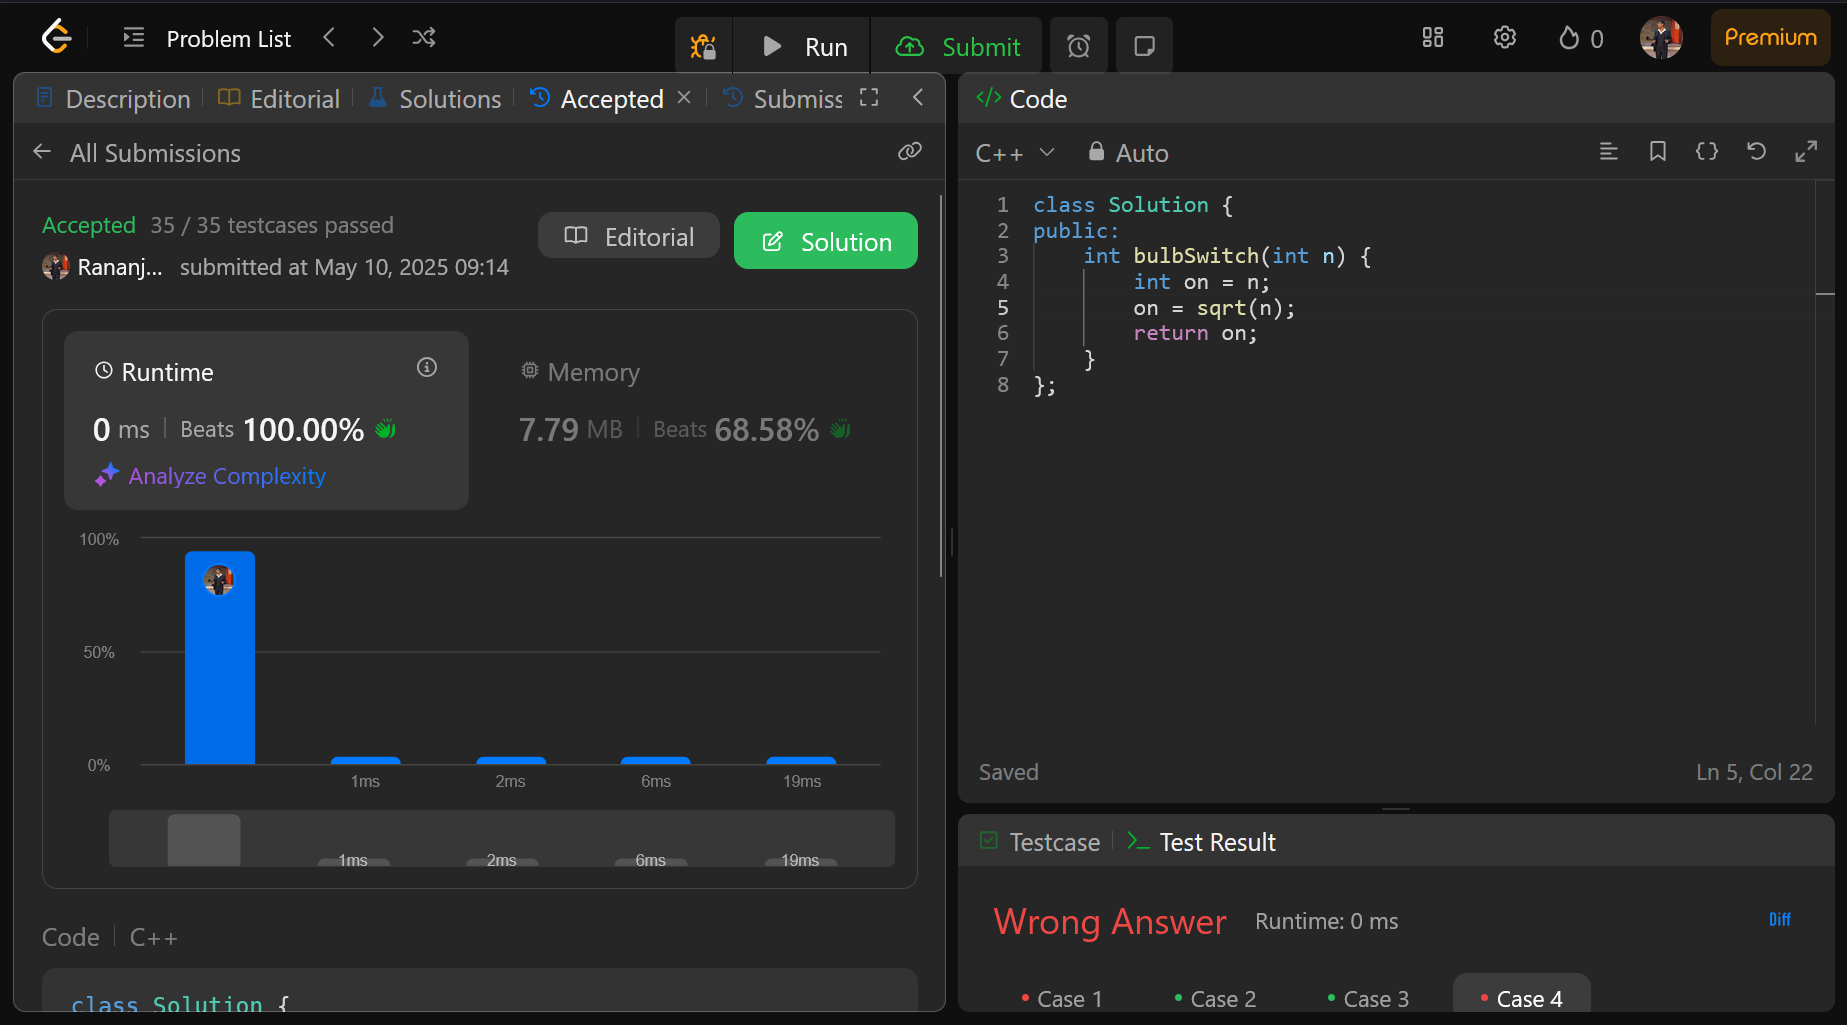 Problem List
Run
Submit
0
Premium
Description
Editorial
Solutions
Accepted
Submiss
All Submissions
Accepted 35 / 35 testcases passed
Rananj... submitted at May 10, 2025 09:14
Editorial
Solution
Runtime
0 ms Beats 100.00%
Analyze Complexity
Memory
7.79 MB Beats 68.58%
100%
50%
0%
1ms 2ms 6ms 19ms
1ms 2ms 6ms 19ms
Code C++
class Solution {
</> Code
C++ Auto
1 class Solution {
2 public:
3 int bulbSwitch(int n) {
4 int on = n;
5 on = sqrt(n);
6 return on;
7 }
8 };
Saved
Ln 5, Col 22
Testcase
Test Result
Wrong Answer Runtime: 0 ms
Diff
Case 1 Case 2 Case 3 Case 4